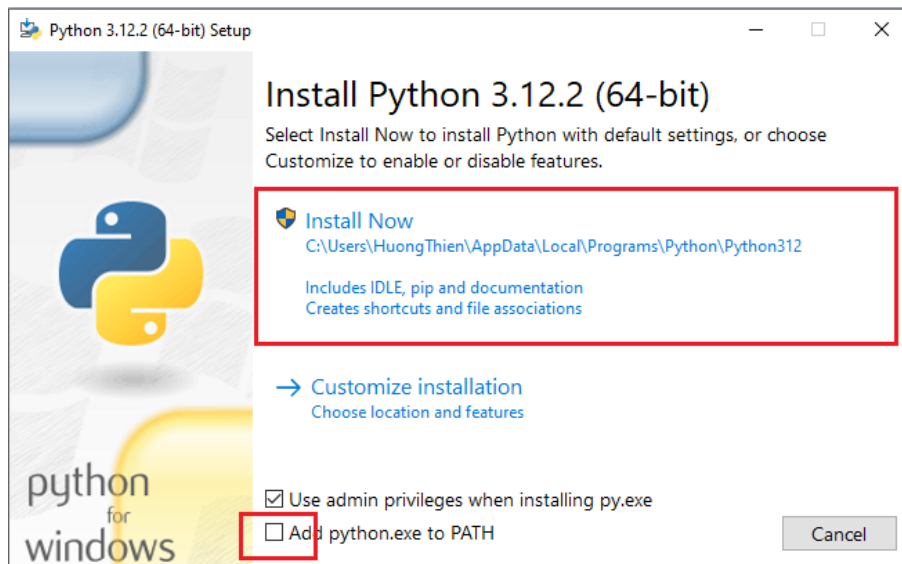 Python 3.12.2 (64-bit) Setup
Install Python 3.12.2 (64-bit)
Select Install Now to install Python with default settings, or choose
Customize to enable or disable features.
Install Now
C:\Users\HuongThien\AppData\Local\Programs\Python\Python312
Includes IDLE, pip and documentation
Creates shortcuts and file associations
Customize installation
Choose location and features
Use admin privileges when installing py.exe
Add python.exe to PATH
Cancel
python
for
windows